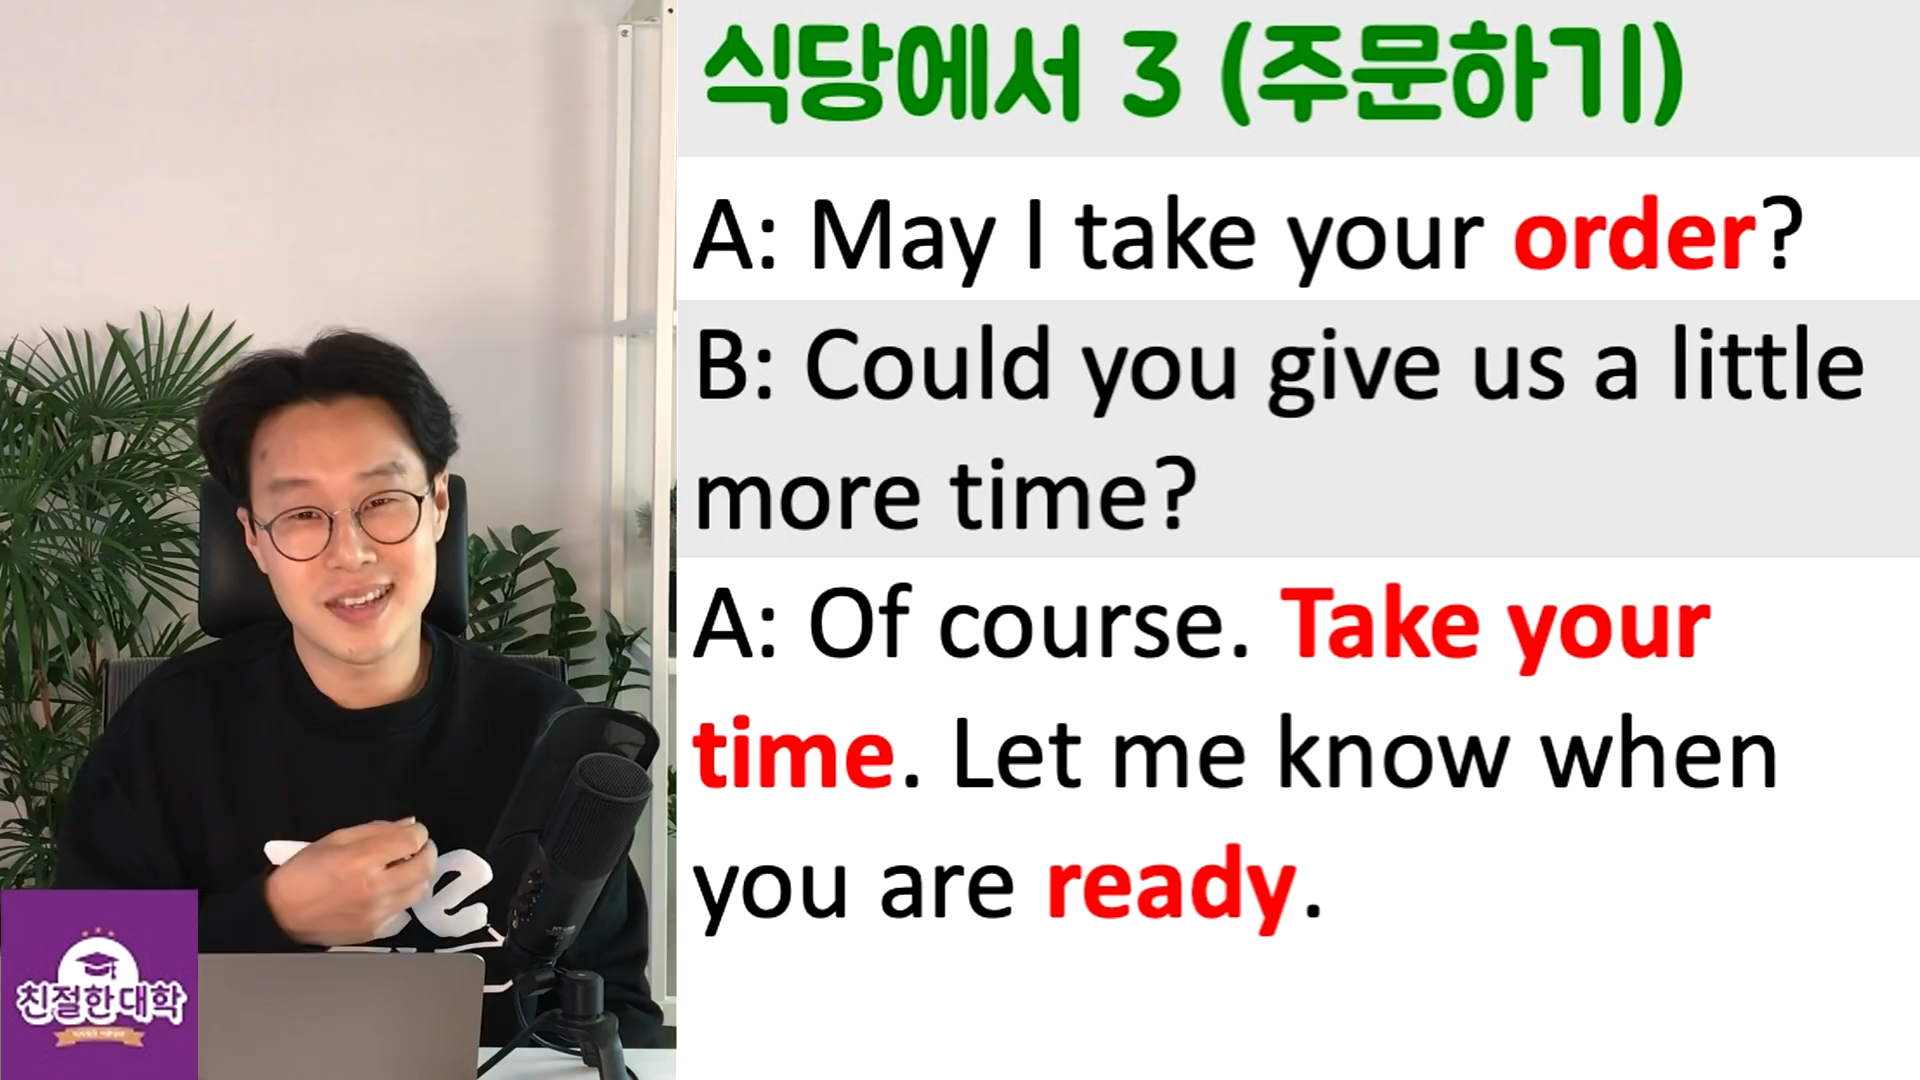 식당에서 3 (주문하기)
A: May I take your order?
B: Could you give us a little
more time?
A: Of course. Take your
time. Let me know when
you are ready.
친절한대학